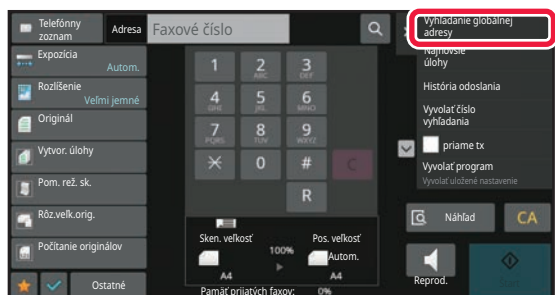 Telefónny
zoznam
Adresa
Faxové číslo
Vyhľadanie globálnej
adresy
Najnovšie
úlohy
História odoslania
Vyvolať číslo
vyhľadania
priame tx
Vyvolať program
Vyvolať uložené nastavenie
Expozícia
Autom.
Rozlíšenie
Veľmi jemné
Originál
Vytvor. úlohy
Pom. rež. sk.
Rôz.veľk.orig.
Počítanie originálov
Ostatné
1
2 ABC
3 DEF
4 GHI
5 JKL
6 MNO
7 PQRS
8 TUV
9 WXYZ
0
#
C
R
Sken. veľkosť
100%
Pos. veľkosť
Autom.
A4
A4
Pamäť prijatých faxov: 0%
Náhľad
CA
Reprod.
Štart